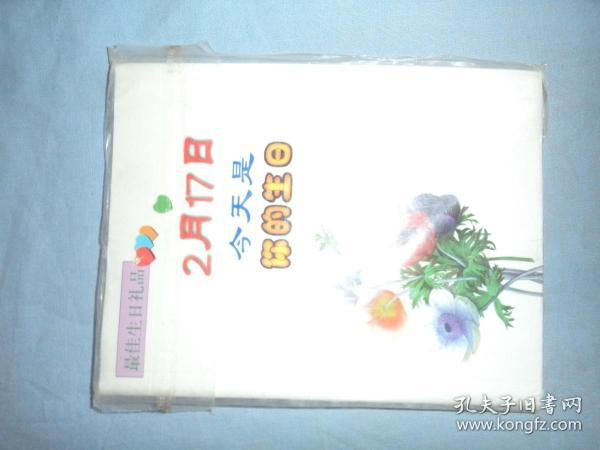 最佳生日礼品
2月17日
今天是
你的生日
孔夫子旧书网
www.kongfz.com